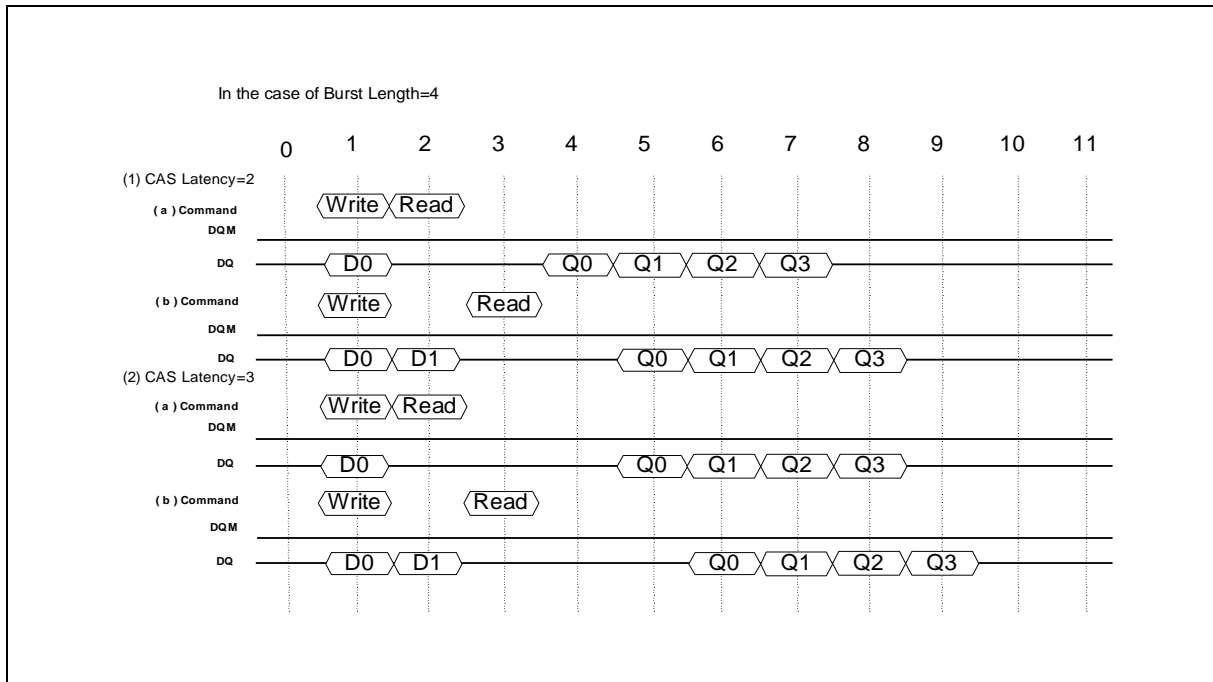 In the case of Burst Length=4
0 1 2 3 4 5 6 7 8 9 10 11
(1) CAS Latency=2
( a ) Command Write Read
DQM
DQ D0 Q0 Q1 Q2 Q3
( b ) Command Write Read
DQM
DQ D0 D1 Q0 Q1 Q2 Q3
(2) CAS Latency=3
( a ) Command Write Read
DQM
DQ D0 Q0 Q1 Q2 Q3
( b ) Command Write Read
DQM
DQ D0 D1 Q0 Q1 Q2 Q3